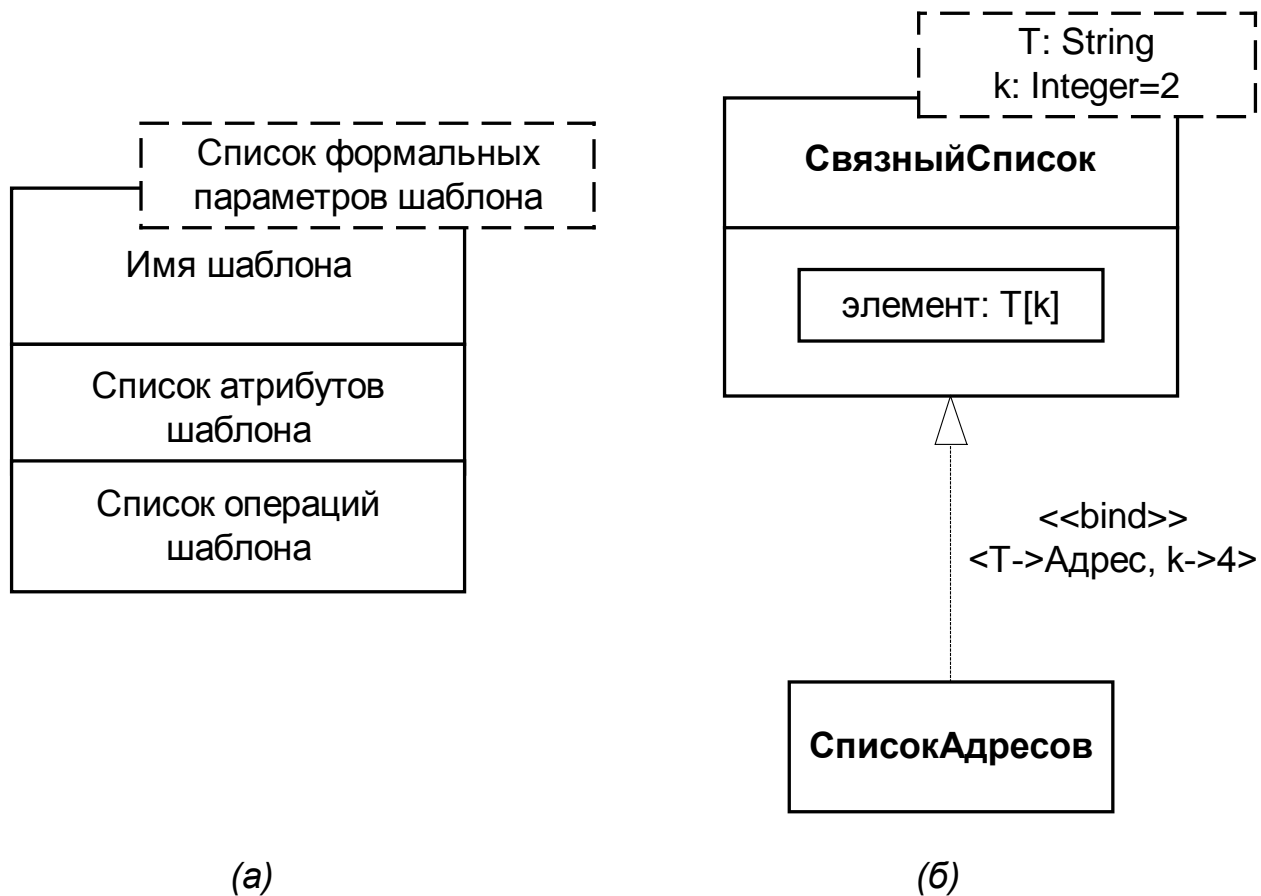 Список формальных
параметров шаблона
Имя шаблона
Список атрибутов
шаблона
Список операций
шаблона
(а)
T: String
k: Integer=2
СвязныйСписок
элемент: T[k]
<<bind>>
<T->Адрес, k->4>
СписокАдресов
(б)